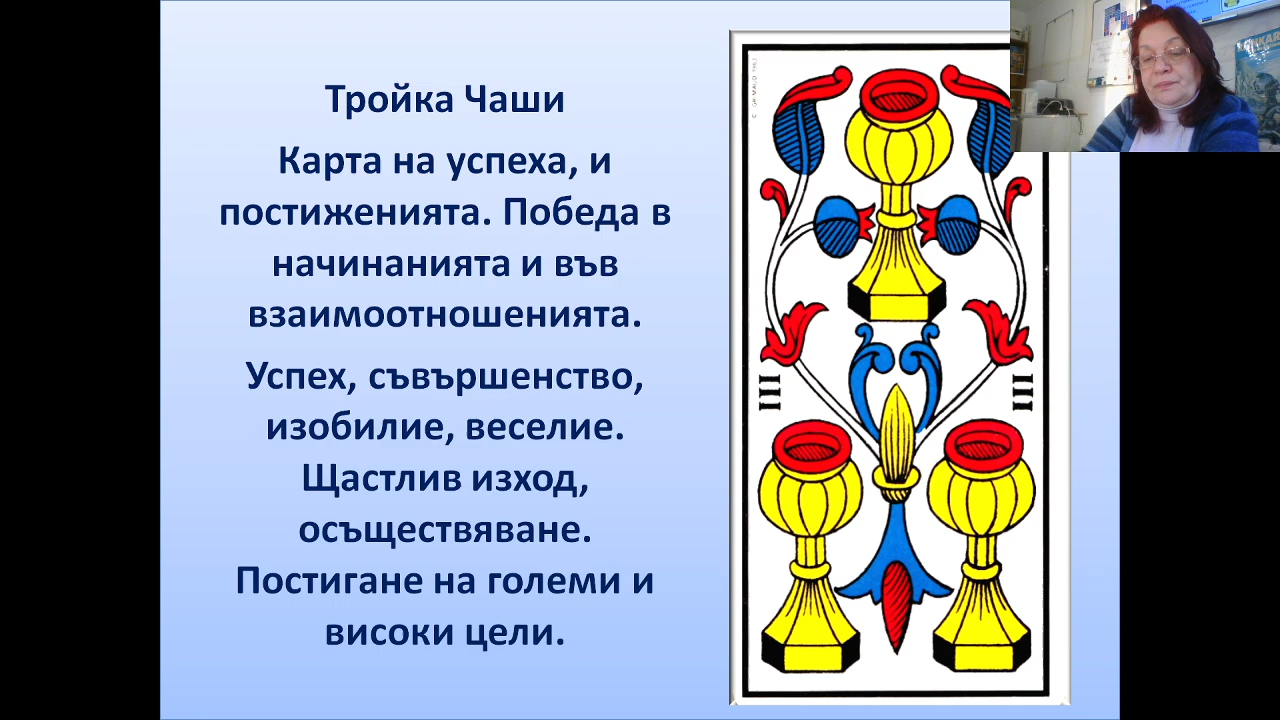 Тройка Чаши
Карта на успеха, и
постиженията. Победа в
начинанията и във
взаимоотношенията.
Успех, съвършенство,
изобилие, веселие.
Щастлив изход,
осъществяване.
Постигане на големи и
високи цели.
III
III